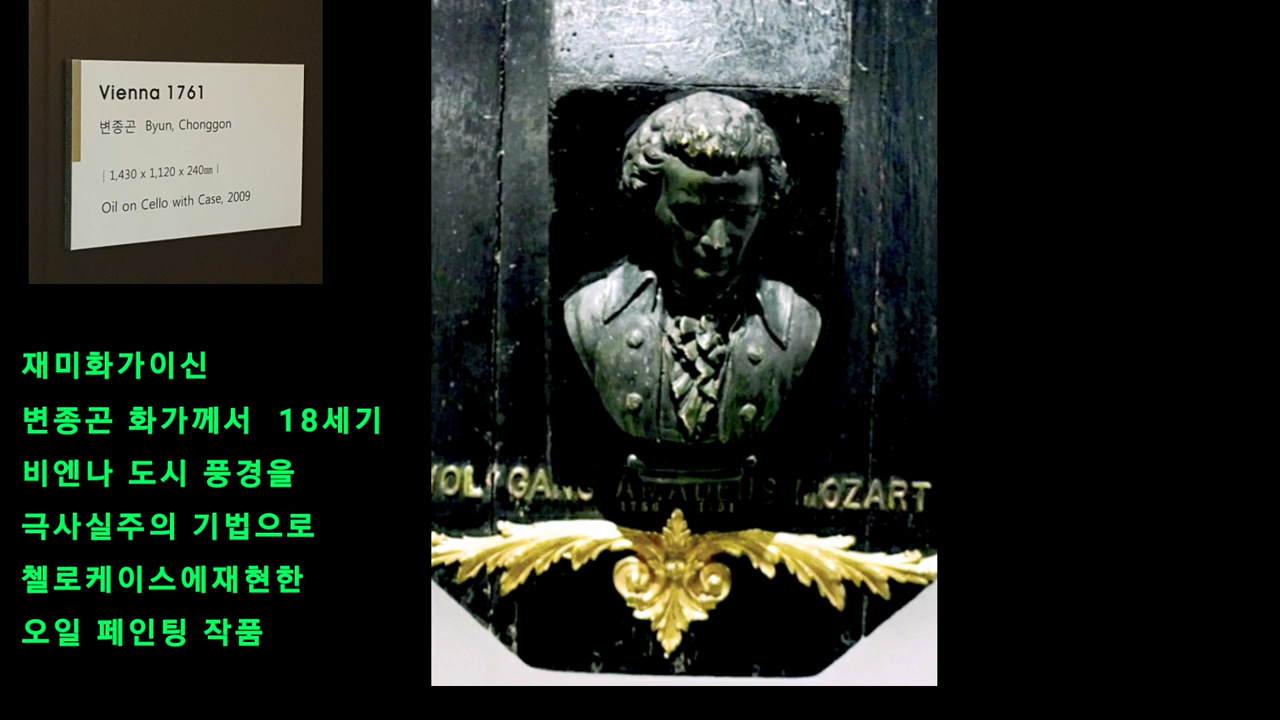 Vienna 1761
변종곤 Byun, Chonggon
| 1,430 x 1,120 x 240㎜ |
Oil on Cello with Case, 2009
재미화가이신
변종곤 화가께서 18세기
비엔나 도시 풍경을
극사실주의 기법으로
첼로케이스에재현한
오일 페인팅 작품
WOLFGANG AMADEUS MOZART